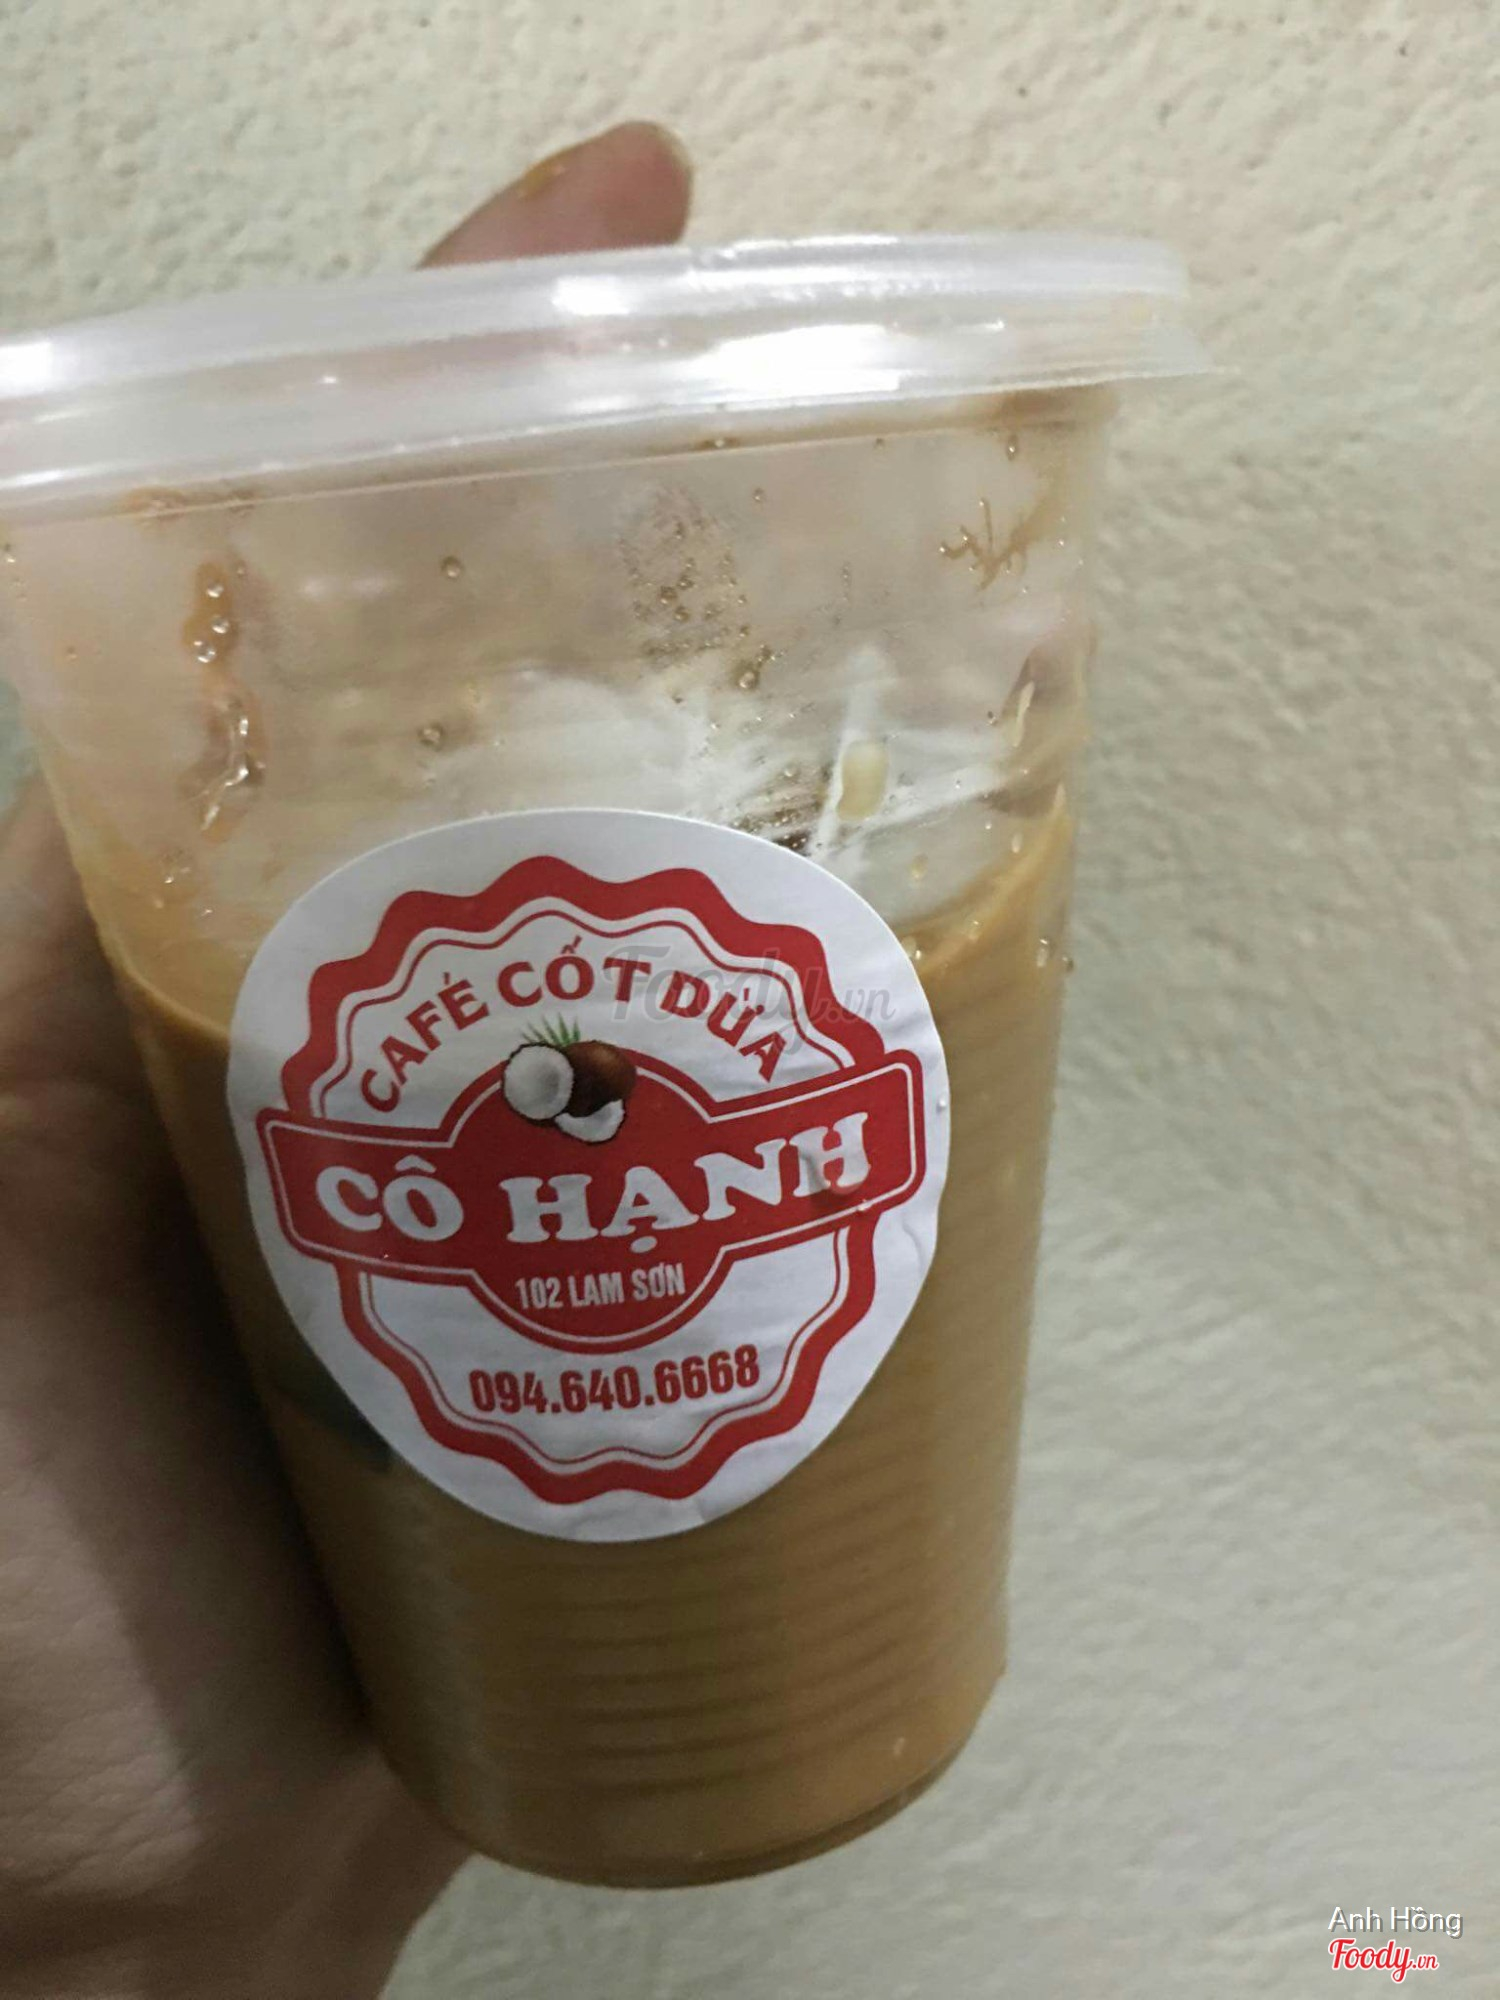 CAFÉ CỐT DỪA
CÔ HẠNH
102 LAM SƠN
094.640.6668
Foody.vn
Anh Hồng
Foody.vn